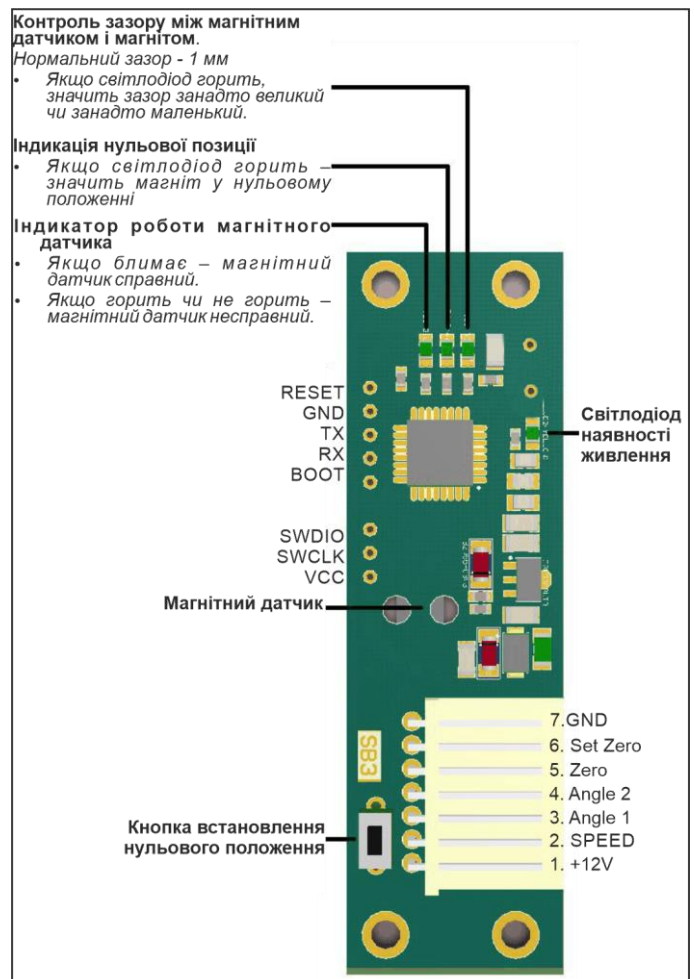 Контроль зазору між магнітним
датчиком і магнітом.
Нормальний зазор - 1 мм
• Якщо світлодіод горить,
значить зазор занадто великий
чи занадто маленький.
Індикація нульової позиції
• Якщо світлодіод горить –
значить магніт у нульовому
положенні
Індикатор роботи магнітного
датчика
• Якщо блимає – магнітний
датчик справний.
• Якщо горить чи не горить –
магнітний датчик несправний.
RESET
GND
TX
RX
BOOT
Світлодіод
наявності
живлення
SWDIO
SWCLK
VCC
Магнітний датчик
7.GND
6. Set Zero
5. Zero
4. Angle 2
3. Angle 1
2. SPEED
1. +12V
SB3
Кнопка встановлення
нульового положення